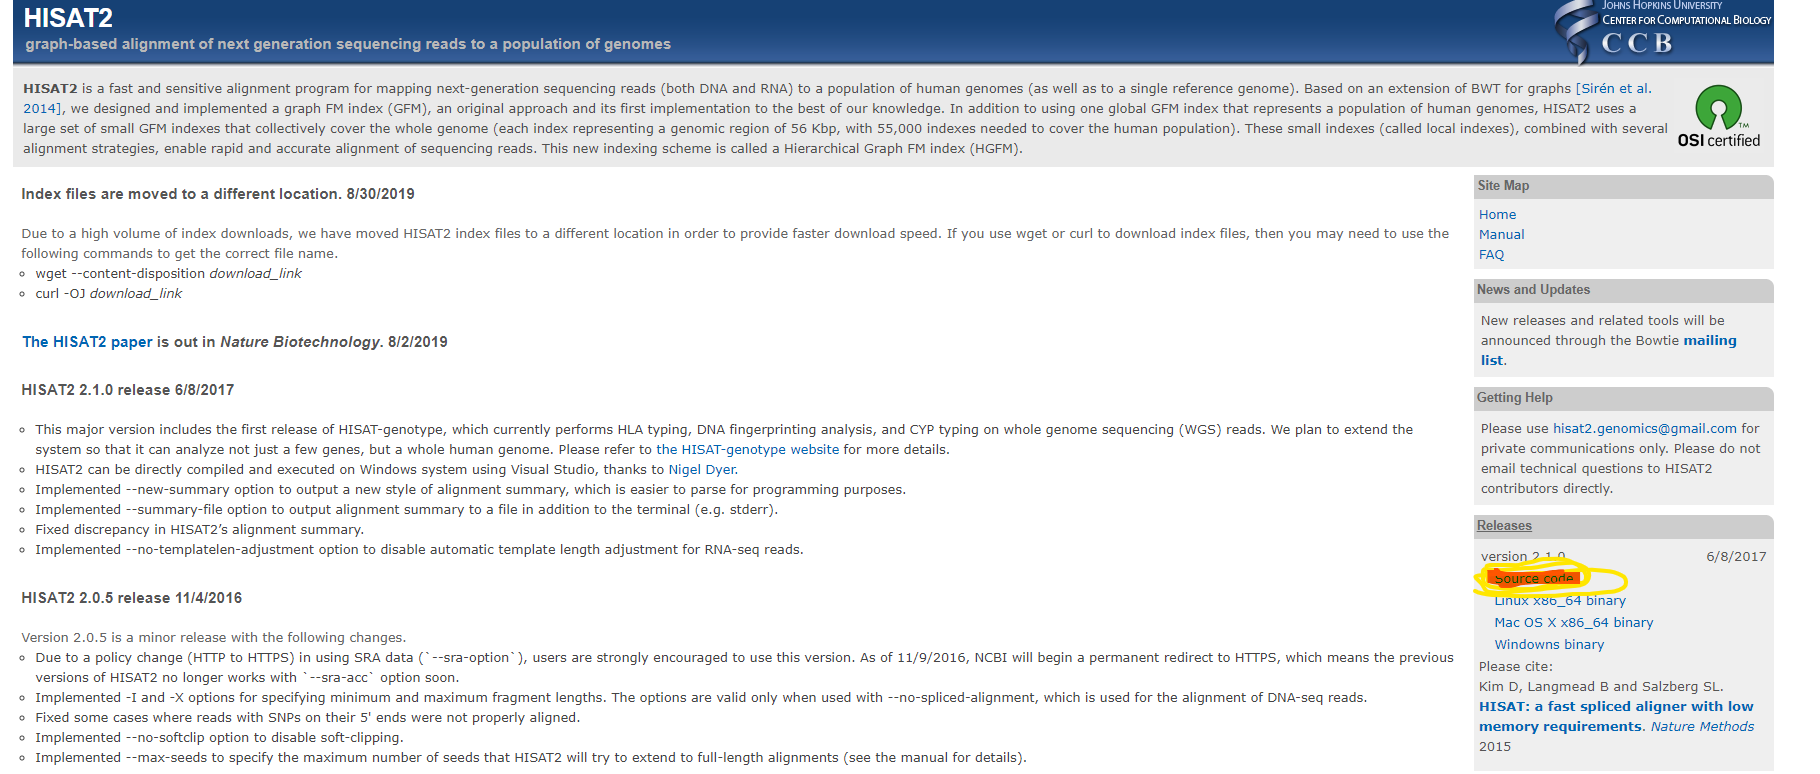 HISAT2
graph-based alignment of next generation sequencing reads to a population of genomes
JOHNS HOPKINS UNIVERSITY
CENTER FOR COMPUTATIONAL BIOLOGY
CCB
HISAT2 is a fast and sensitive alignment program for mapping next-generation sequencing reads (both DNA and RNA) to a population of human genomes (as well as to a single reference genome). Based on an extension of BWT for graphs [Sirén et al.
2014], we designed and implemented a graph FM index (GFM), an original approach and its first implementation to the best of our knowledge. In addition to using one global GFM index that represents a population of human genomes, HISAT2 uses a
large set of small GFM indexes that collectively cover the whole genome (each index representing a genomic region of 56 Kbp, with 55,000 indexes needed to cover the human population). These small indexes (called local indexes), combined with several
alignment strategies, enable rapid and accurate alignment of sequencing reads. This new indexing scheme is called a Hierarchical Graph FM index (HGFM).
TM
OSI certified
Index files are moved to a different location. 8/30/2019
Due to a high volume of index downloads, we have moved HISAT2 index files to a different location in order to provide faster download speed. If you use wget or curl to download index files, then you may need to use the
following commands to get the correct file name.
wget --content-disposition download_link
curl -OJ download_link
The HISAT2 paper is out in Nature Biotechnology. 8/2/2019
HISAT2 2.1.0 release 6/8/2017
This major version includes the first release of HISAT-genotype, which currently performs HLA typing, DNA fingerprinting analysis, and CYP typing on whole genome sequencing (WGS) reads. We plan to extend the
system so that it can analyze not just a few genes, but a whole human genome. Please refer to the HISAT-genotype website for more details.
HISAT2 can be directly compiled and executed on Windows system using Visual Studio, thanks to Nigel Dyer.
Implemented --new-summary option to output a new style of alignment summary, which is easier to parse for programming purposes.
Implemented --summary-file option to output alignment summary to a file in addition to the terminal (e.g. stderr).
Fixed discrepancy in HISAT2’s alignment summary.
Implemented --no-templatelen-adjustment option to disable automatic template length adjustment for RNA-seq reads.
HISAT2 2.0.5 release 11/4/2016
Version 2.0.5 is a minor release with the following changes.
Due to a policy change (HTTP to HTTPS) in using SRA data (`--sra-option`), users are strongly encouraged to use this version. As of 11/9/2016, NCBI will begin a permanent redirect to HTTPS, which means the previous
versions of HISAT2 no longer works with `--sra-acc` option soon.
Implemented -I and -X options for specifying minimum and maximum fragment lengths. The options are valid only when used with --no-spliced-alignment, which is used for the alignment of DNA-seq reads.
Fixed some cases where reads with SNPs on their 5' ends were not properly aligned.
Implemented --no-softclip option to disable soft-clipping.
Implemented --max-seeds to specify the maximum number of seeds that HISAT2 will try to extend to full-length alignments (see the manual for details).
Site Map
Home
Manual
FAQ
News and Updates
New releases and related tools will be
announced through the Bowtie mailing
list.
Getting Help
Please use hisat2.genomics@gmail.com for
private communications only. Please do not
email technical questions to HISAT2
contributors directly.
Releases
version 2.1.0 6/8/2017
Source code
Linux x86_64 binary
Mac OS X x86_64 binary
Windowns binary
Please cite:
Kim D, Langmead B and Salzberg SL.
HISAT: a fast spliced aligner with low
memory requirements. Nature Methods
2015